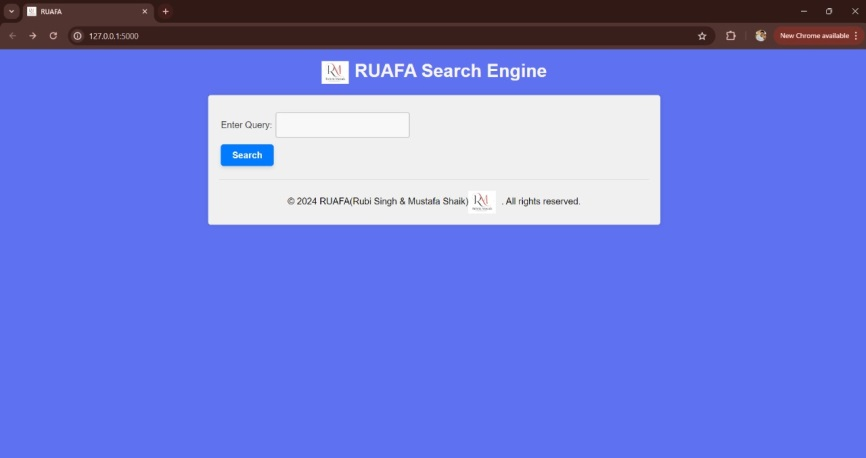 RUAFA
127.0.0.1:5000
New Chrome available
RUAFA Search Engine
Enter Query:
Search
© 2024 RUAFA(Rubi Singh & Mustafa Shaik) . All rights reserved.